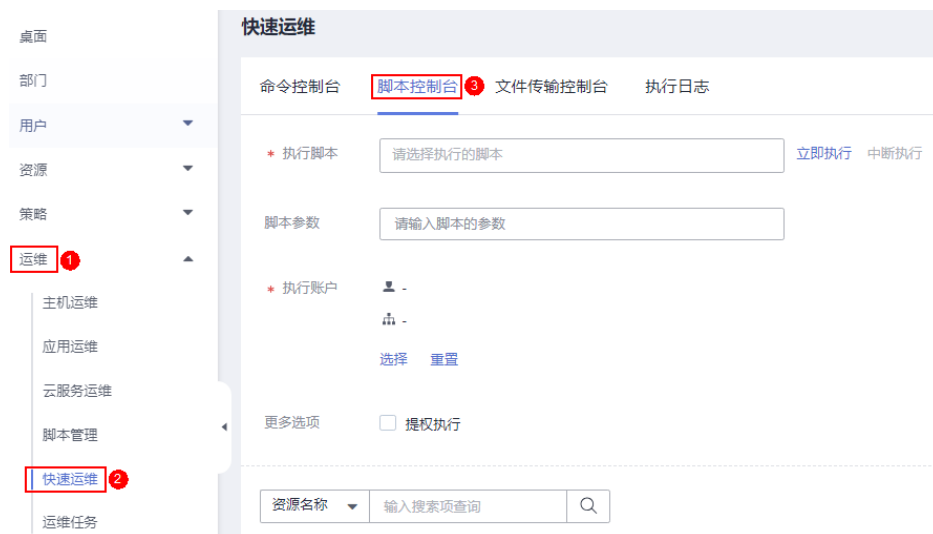 桌面
部门
用户
资源
策略
运维 1
主机运维
应用运维
云服务运维
脚本管理
快速运维 2
运维任务
快速运维
命令控制台 脚本控制台 3 文件传输控制台 执行日志
* 执行脚本 请选择执行的脚本 立即执行 中断执行
脚本参数 请输入脚本的参数
* 执行账户 -
-
选择 重置
更多选项 提权执行
资源名称 输入搜索项查询